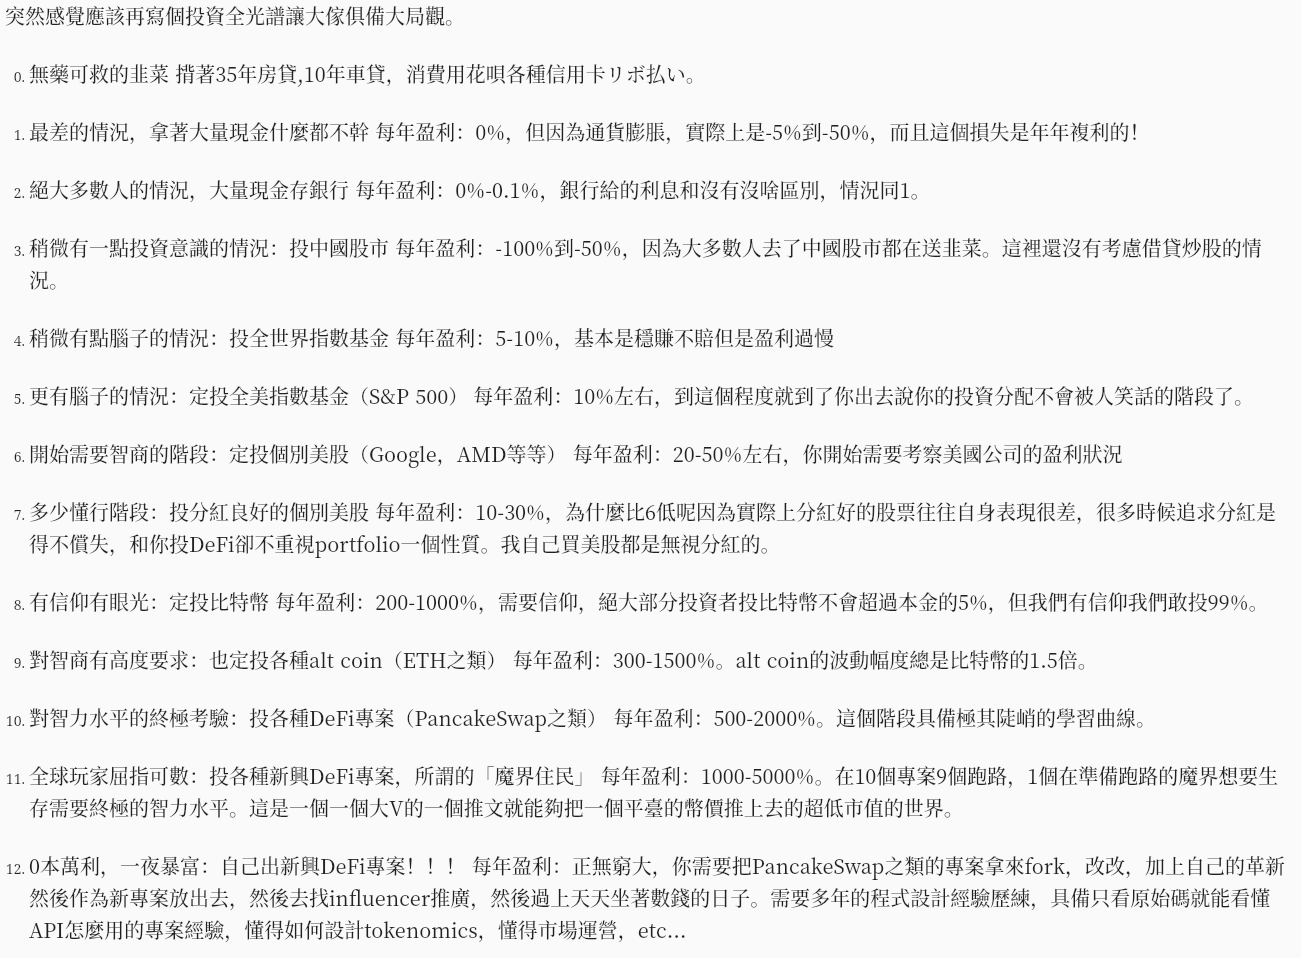 突然感覺應該再寫個投資全光譜讓大傢俱備大局觀。
0. 無藥可救的韭菜 揹著35年房貸,10年車貸，消費用花唄各種信用卡リボ払い。
1. 最差的情況，拿著大量現金什麼都不幹 每年盈利：0%，但因為通貨膨脹，實際上是-5%到-50%，而且這個損失是年年複利的！
2. 絕大多數人的情況，大量現金存銀行 每年盈利：0%-0.1%，銀行給的利息和沒有沒啥區別，情況同1。
3. 稍微有一點投資意識的情況：投中國股市 每年盈利：-100%到-50%，因為大多數人去了中國股市都在送韭菜。這裡還沒有考慮借貸炒股的情
況。
4. 稍微有點腦子的情況：投全世界指數基金 每年盈利：5-10%，基本是穩賺不賠但是盈利過慢
5. 更有腦子的情況：定投全美指數基金（S&P 500） 每年盈利：10%左右，到這個程度就到了你出去說你的投資分配不會被人笑話的階段了。
6. 開始需要智商的階段：定投個別美股（Google，AMD等等） 每年盈利：20-50%左右，你開始需要考察美國公司的盈利狀況
7. 多少懂行階段：投分紅良好的個別美股 每年盈利：10-30%，為什麼比6低呢因為實際上分紅好的股票往往自身表現很差，很多時候追求分紅是
得不償失，和你投DeFi卻不重視portfolio一個性質。我自己買美股都是無視分紅的。
8. 有信仰有眼光：定投比特幣 每年盈利：200-1000%，需要信仰，絕大部分投資者投比特幣不會超過本金的5%，但我們有信仰我們敢投99%。
9. 對智商有高度要求：也定投各種alt coin（ETH之類） 每年盈利：300-1500%。alt coin的波動幅度總是比特幣的1.5倍。
10. 對智力水平的終極考驗：投各種DeFi專案（PancakeSwap之類） 每年盈利：500-2000%。這個階段具備極其陡峭的學習曲線。
11. 全球玩家屈指可數：投各種新興DeFi專案，所謂的「魔界住民」 每年盈利：1000-5000%。在10個專案9個跑路，1個在準備跑路的魔界想要生
存需要終極的智力水平。這是一個一個大V的一個推文就能夠把一個平臺的幣價推上去的超低市值的世界。
12. 0本萬利，一夜暴富：自己出新興DeFi專案！！！ 每年盈利：正無窮大，你需要把PancakeSwap之類的專案拿來fork，改改，加上自己的革新
然後作為新專案放出去，然後去找influencer推廣，然後過上天天坐著數錢的日子。需要多年的程式設計經驗歷練，具備只看原始碼就能看懂
API怎麼用的專案經驗，懂得如何設計tokenomics，懂得市場運營，etc...